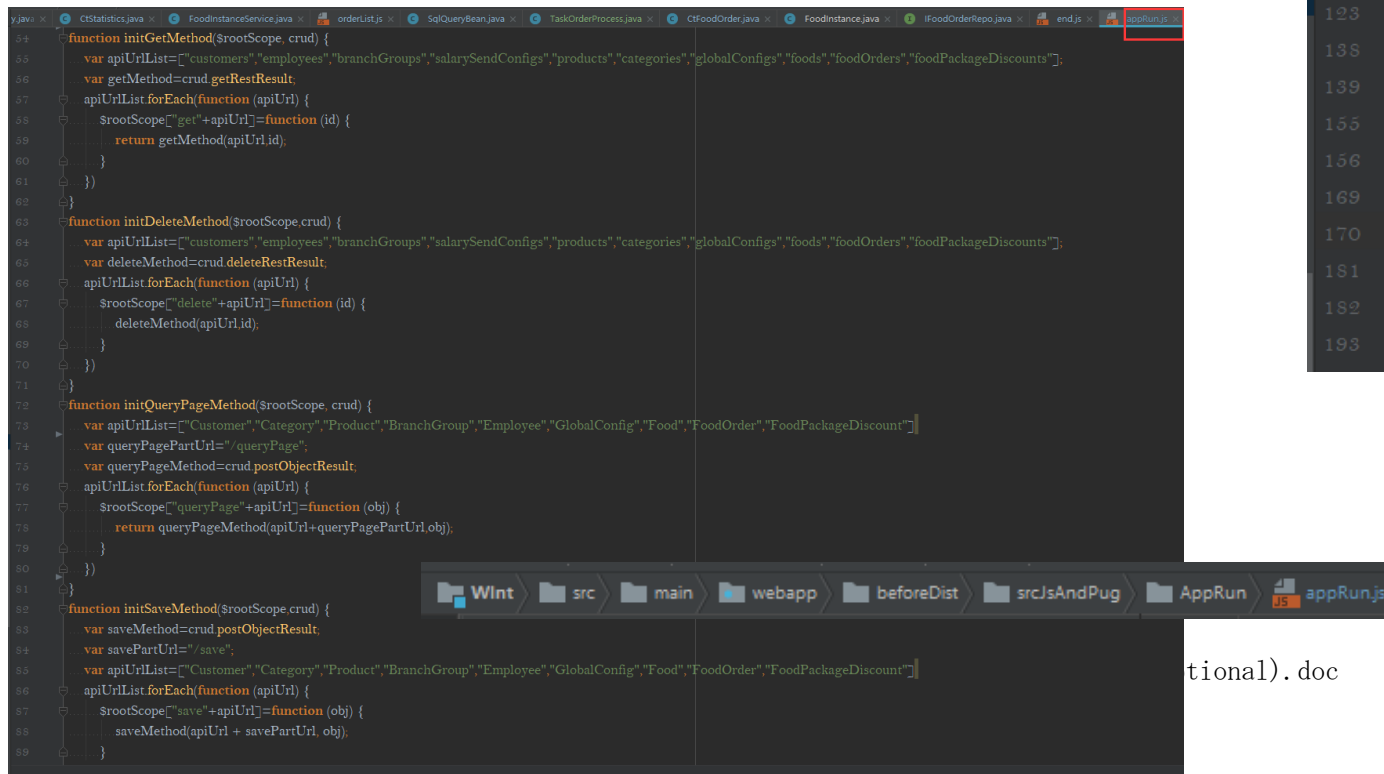 y.java × CtStatistics.java × FoodInstanceService.java × orderList.js × SqlQueryBean.java × TaskOrderProcess.java × CtFoodOrder.java × FoodInstance.java × IFoodOrderRepo.java × end.js × appRun.js ×
54 function initGetMethod($rootScope, crud) {
55 var apiUrlList=["customers","employees","branchGroups","salarySendConfigs","products","categories","globalConfigs","foods","foodOrders","foodPackageDiscounts"];
56 var getMethod=crud.getRestResult;
57 apiUrlList.forEach(function (apiUrl) {
58 $rootScope["get"+apiUrl]=function (id) {
59 return getMethod(apiUrl,id);
60 }
61 })
62 }
63 function initDeleteMethod($rootScope,crud) {
64 var apiUrlList=["customers","employees","branchGroups","salarySendConfigs","products","categories","globalConfigs","foods","foodOrders","foodPackageDiscounts"];
65 var deleteMethod=crud.deleteRestResult;
66 apiUrlList.forEach(function (apiUrl) {
67 $rootScope["delete"+apiUrl]=function (id) {
68 deleteMethod(apiUrl,id);
69 }
70 })
71 }
72 function initQueryPageMethod($rootScope, crud) {
73 var apiUrlList=["Customer","Category","Product","BranchGroup","Employee","GlobalConfig","Food","FoodOrder","FoodPackageDiscount"]
74 var queryPagePartUrl="/queryPage";
75 var queryPageMethod=crud.postObjectResult;
76 apiUrlList.forEach(function (apiUrl) {
77 $rootScope["queryPage"+apiUrl]=function (obj) {
78 return queryPageMethod(apiUrl+queryPagePartUrl,obj);
79 }
80 })
81 }
82 function initSaveMethod($rootScope,crud) {
83 var saveMethod=crud.postObjectResult;
84 var savePartUrl="/save";
85 var apiUrlList=["Customer","Category","Product","BranchGroup","Employee","GlobalConfig","Food","FoodOrder","FoodPackageDiscount"]
86 apiUrlList.forEach(function (apiUrl) {
87 $rootScope["save"+apiUrl]=function (obj) {
88 saveMethod(apiUrl + savePartUrl, obj);
89 }
123
138
139
155
156
169
170
181
182
193
WInt src main webapp beforeDist srcJsAndPug AppRun appRun.js
tional).doc